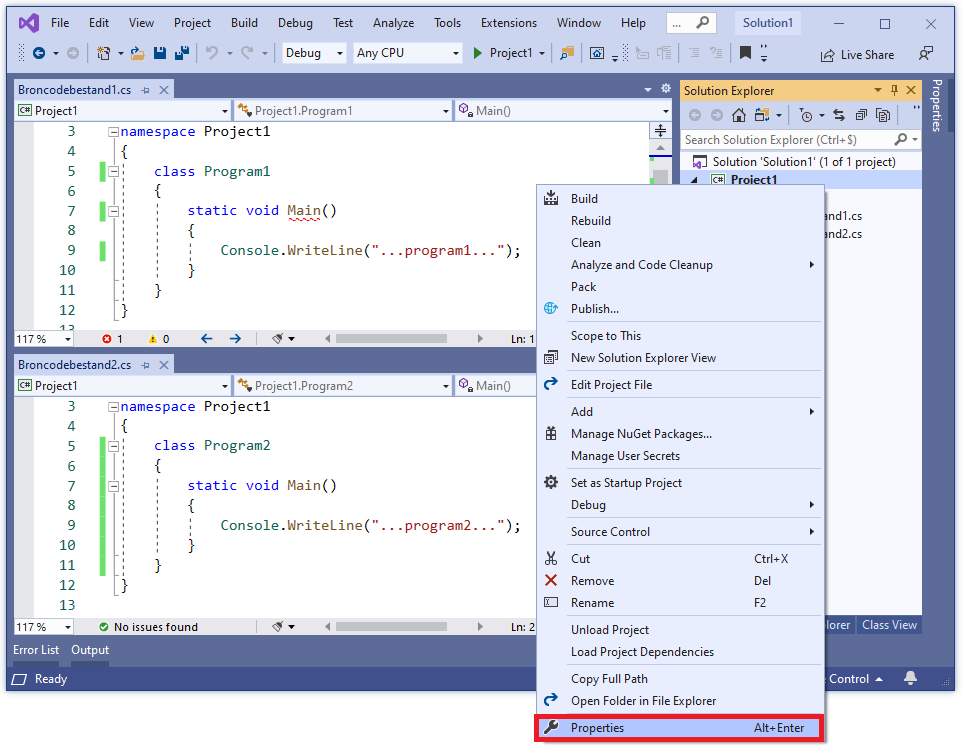 File Edit View Project Build Debug Test Analyze Tools Extensions Window Help ... Solution1
Debug Any CPU Project1 Live Share
Broncodebestand1.cs
C# Project1 Project1.Program1 Main()
3 namespace Project1
4 {
5 class Program1
6 {
7 static void Main()
8 {
9 Console.WriteLine("...program1...");
10 }
11 }
12 }
13
117 % 1 0 Ln: 1
Broncodebestand2.cs
C# Project1 Project1.Program2 Main()
3 namespace Project1
4 {
5 class Program2
6 {
7 static void Main()
8 {
9 Console.WriteLine("...program2...");
10 }
11 }
12 }
13
117 % No issues found Ln: 2
Error List Output
Ready
Solution Explorer
Search Solution Explorer (Ctrl+$)
Solution 'Solution1' (1 of 1 project)
C# Project1
and1.cs
and2.cs
Properties
Build
Rebuild
Clean
Analyze and Code Cleanup
Pack
Publish...
Scope to This
New Solution Explorer View
Edit Project File
Add
Manage NuGet Packages...
Manage User Secrets
Set as Startup Project
Debug
Source Control
Cut Ctrl+X
Remove Del
Rename F2
Unload Project
Load Project Dependencies
Copy Full Path
Open Folder in File Explorer
Properties Alt+Enter
lorer Class View
Control